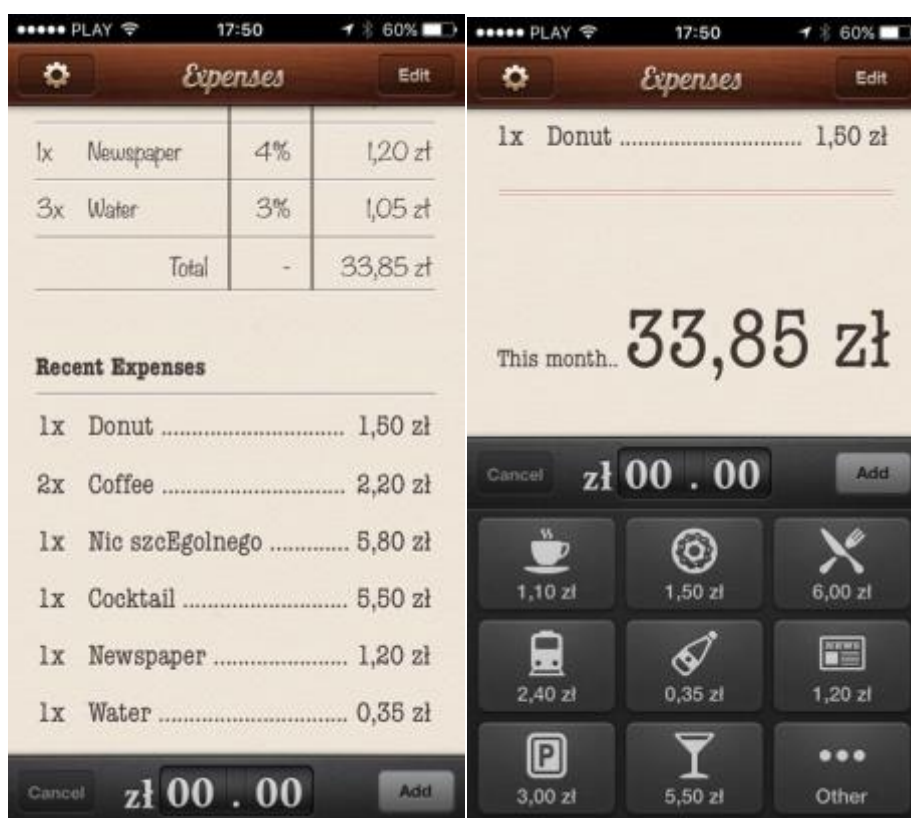 PLAY 17:50 60%
Expenses Edit
1x Newspaper 4% 1,20 zł
3x Water 3% 1,05 zł
Total - 33,85 zł
Recent Expenses
1x Donut .............................. 1,50 zł
2x Coffee .............................. 2,20 zł
1x Nic szcEgolnego ............. 5,80 zł
1x Cocktail ........................... 5,50 zł
1x Newspaper ...................... 1,20 zł
1x Water ............................... 0,35 zł
Cancel zł 00 . 00 Add
PLAY 17:50 60%
Expenses Edit
1x Donut .............................. 1,50 zł
This month.. 33,85 zł
Cancel zł 00 . 00 Add
1,10 zł 1,50 zł 6,00 zł
NEWS
2,40 zł 0,35 zł 1,20 zł
P
3,00 zł 5,50 zł Other